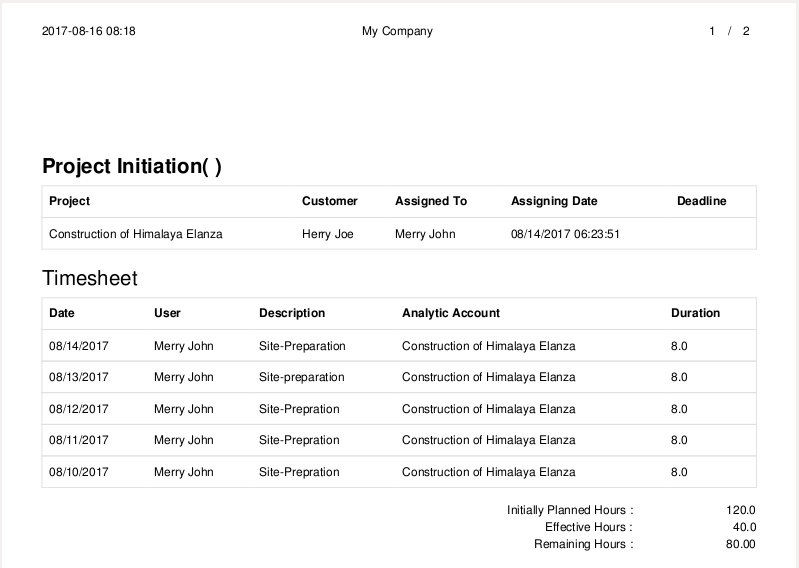 2017-08-16 08:18 My Company 1 / 2
Project Initiation( )
Project Customer Assigned To Assigning Date Deadline
Construction of Himalaya Elanza Herry Joe Merry John 08/14/2017 06:23:51
Timesheet
Date User Description Analytic Account Duration
08/14/2017 Merry John Site-Preparation Construction of Himalaya Elanza 8.0
08/13/2017 Merry John Site-preparation Construction of Himalaya Elanza 8.0
08/12/2017 Merry John Site-Prepration Construction of Himalaya Elanza 8.0
08/11/2017 Merry John Site-Prepration Construction of Himalaya Elanza 8.0
08/10/2017 Merry John Site-Prepration Construction of Himalaya Elanza 8.0
Initially Planned Hours : 120.0
Effective Hours : 40.0
Remaining Hours : 80.00